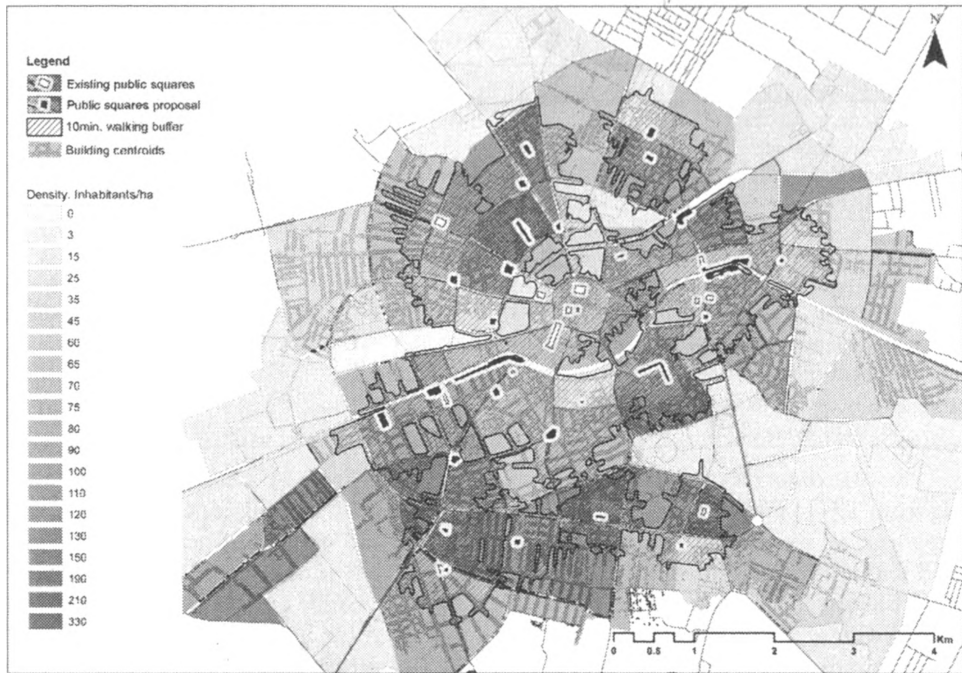 N
Legend
Existing public squares
Public squares proposal
10min. walking buffer
Building centroids
Density. Inhabitants/ha
0
3
15
25
35
45
60
65
70
75
80
90
100
110
120
130
150
190
210
330
Km
0 0.5 1 2 3 4